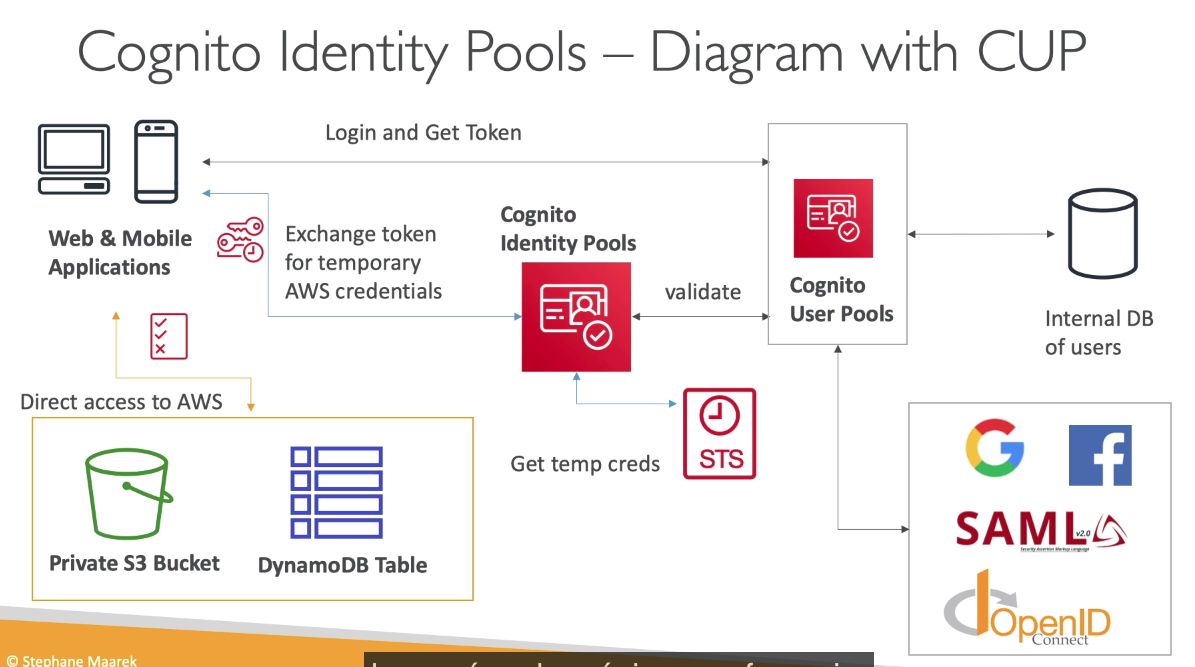 Cognito Identity Pools – Diagram with CUP
Login and Get Token
Web & Mobile
Applications
Exchange token
for temporary
AWS credentials
Cognito
Identity Pools
validate
Cognito
User Pools
Internal DB
of users
Direct access to AWS
Get temp creds
STS
Private S3 Bucket
DynamoDB Table
SAML v2.0
Security Assertion Markup Language
OpenID
Connect
© Stephane Maarek